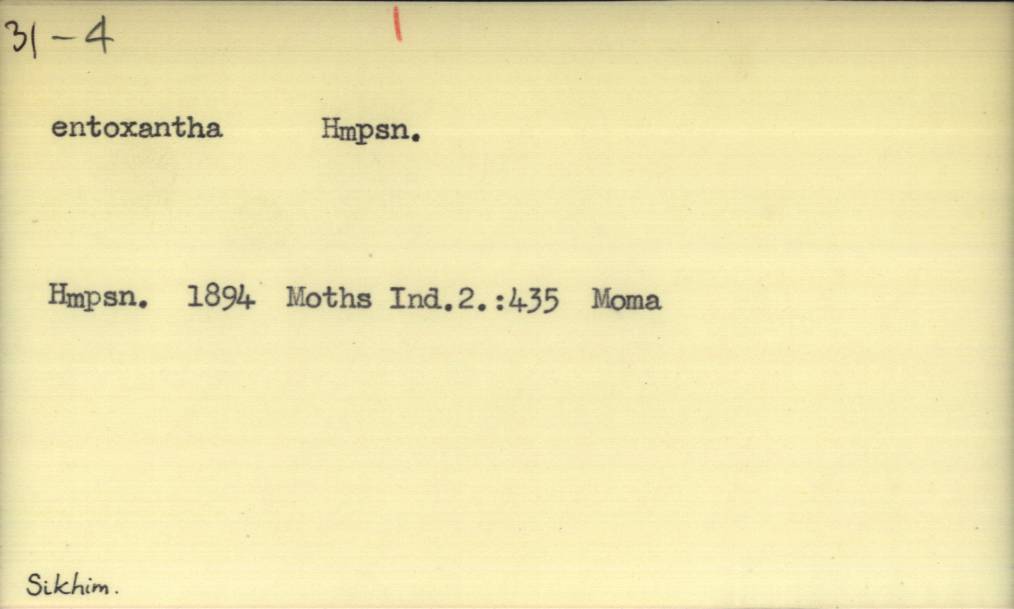 31-4
entoxantha Hmpsn.
Hmpsn. 1894 Moths Ind.2.:435 Moma
Sikhim.